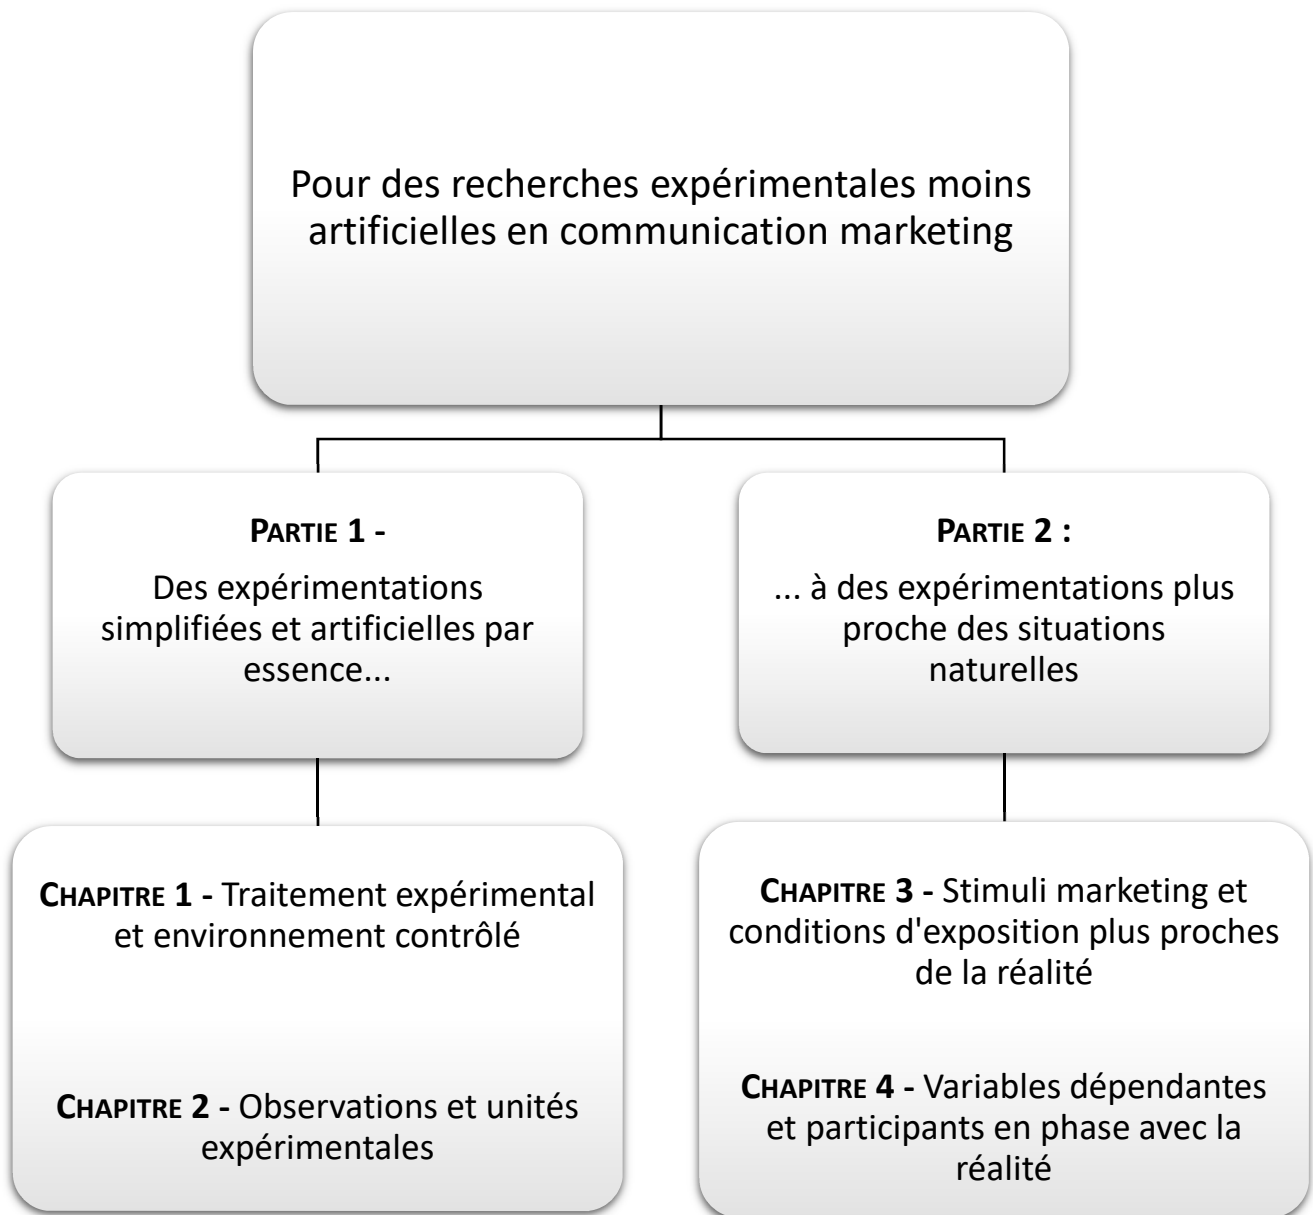 Pour des recherches expérimentales moins
artificielles en communication marketing
PARTIE 1 -
Des expérimentations
simplifiées et artificielles par
essence...
PARTIE 2 :
... à des expérimentations plus
proche des situations
naturelles
CHAPITRE 1 - Traitement expérimental
et environnement contrôlé
CHAPITRE 2 - Observations et unités
expérimentales
CHAPITRE 3 - Stimuli marketing et
conditions d'exposition plus proches
de la réalité
CHAPITRE 4 - Variables dépendantes
et participants en phase avec la
réalité